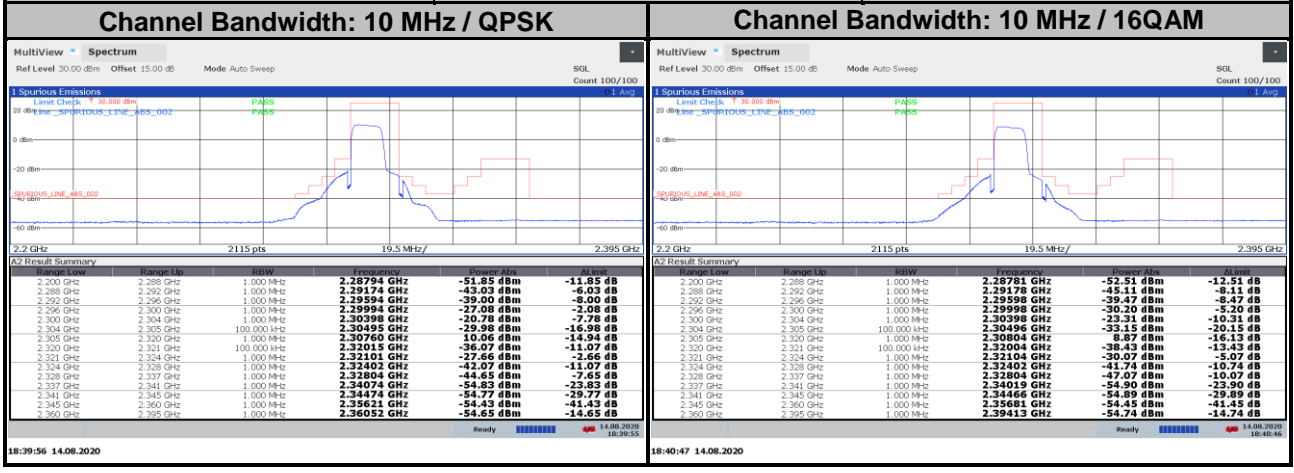 Channel Bandwidth: 10 MHz / QPSK
MultiView Spectrum
Ref Level 30.00 dBm Offset 15.00 dB Mode Auto Sweep SGL
Count 100/100
1 Spurious Emissions 1 Avg
Limit Check 30.000 dBm PASS
20 dBm Line _SPURIOUS_LINE_ABS_002 PASS
0 dBm
-20 dBm
_SPURIOUS_LINE_ABS_002
-40 dBm
-60 dBm
2.2 GHz 2115 pts 19.5 MHz/ 2.395 GHz
A2 Result Summary
Range Low Range Up RBW Frequency Power Abs ΔLimit
2.200 GHz 2.288 GHz 1.000 MHz 2.28794 GHz -51.85 dBm -11.85 dB
2.288 GHz 2.292 GHz 1.000 MHz 2.29174 GHz -43.03 dBm -6.03 dB
2.292 GHz 2.296 GHz 1.000 MHz 2.29594 GHz -39.00 dBm -8.00 dB
2.296 GHz 2.300 GHz 1.000 MHz 2.29994 GHz -27.08 dBm -2.08 dB
2.300 GHz 2.304 GHz 1.000 MHz 2.30398 GHz -20.78 dBm -7.78 dB
2.304 GHz 2.305 GHz 100.000 kHz 2.30495 GHz -29.98 dBm -16.98 dB
2.305 GHz 2.320 GHz 1.000 MHz 2.30760 GHz 10.06 dBm -14.94 dB
2.320 GHz 2.321 GHz 100.000 kHz 2.32015 GHz -36.07 dBm -11.07 dB
2.321 GHz 2.324 GHz 1.000 MHz 2.32101 GHz -27.66 dBm -2.66 dB
2.324 GHz 2.328 GHz 1.000 MHz 2.32402 GHz -42.07 dBm -11.07 dB
2.328 GHz 2.337 GHz 1.000 MHz 2.32804 GHz -44.65 dBm -7.65 dB
2.337 GHz 2.341 GHz 1.000 MHz 2.34074 GHz -54.83 dBm -23.83 dB
2.341 GHz 2.345 GHz 1.000 MHz 2.34474 GHz -54.77 dBm -29.77 dB
2.345 GHz 2.360 GHz 1.000 MHz 2.35621 GHz -54.43 dBm -41.43 dB
2.360 GHz 2.395 GHz 1.000 MHz 2.36052 GHz -54.65 dBm -14.65 dB
Ready 14.08.2020
18:39:55
18:39:56 14.08.2020
Channel Bandwidth: 10 MHz / 16QAM
MultiView Spectrum
Ref Level 30.00 dBm Offset 15.00 dB Mode Auto Sweep SGL
Count 100/100
1 Spurious Emissions 1 Avg
Limit Check 30.000 dBm PASS
20 dBm Line _SPURIOUS_LINE_ABS_002 PASS
0 dBm
-20 dBm
_SPURIOUS_LINE_ABS_002
-40 dBm
-60 dBm
2.2 GHz 2115 pts 19.5 MHz/ 2.395 GHz
A2 Result Summary
Range Low Range Up RBW Frequency Power Abs ΔLimit
2.200 GHz 2.288 GHz 1.000 MHz 2.28781 GHz -52.51 dBm -12.51 dB
2.288 GHz 2.292 GHz 1.000 MHz 2.29178 GHz -45.11 dBm -8.11 dB
2.292 GHz 2.296 GHz 1.000 MHz 2.29598 GHz -39.47 dBm -8.47 dB
2.296 GHz 2.300 GHz 1.000 MHz 2.29998 GHz -30.20 dBm -5.20 dB
2.300 GHz 2.304 GHz 1.000 MHz 2.30398 GHz -23.31 dBm -10.31 dB
2.304 GHz 2.305 GHz 100.000 kHz 2.30496 GHz -33.15 dBm -20.15 dB
2.305 GHz 2.320 GHz 1.000 MHz 2.30804 GHz 8.87 dBm -16.13 dB
2.320 GHz 2.321 GHz 100.000 kHz 2.32004 GHz -38.43 dBm -13.43 dB
2.321 GHz 2.324 GHz 1.000 MHz 2.32104 GHz -30.07 dBm -5.07 dB
2.324 GHz 2.328 GHz 1.000 MHz 2.32402 GHz -41.74 dBm -10.74 dB
2.328 GHz 2.337 GHz 1.000 MHz 2.32804 GHz -47.07 dBm -10.07 dB
2.337 GHz 2.341 GHz 1.000 MHz 2.34019 GHz -54.90 dBm -23.90 dB
2.341 GHz 2.345 GHz 1.000 MHz 2.34466 GHz -54.89 dBm -29.89 dB
2.345 GHz 2.360 GHz 1.000 MHz 2.35681 GHz -54.45 dBm -41.45 dB
2.360 GHz 2.395 GHz 1.000 MHz 2.39413 GHz -54.74 dBm -14.74 dB
Ready 14.08.2020
18:40:46
18:40:47 14.08.2020